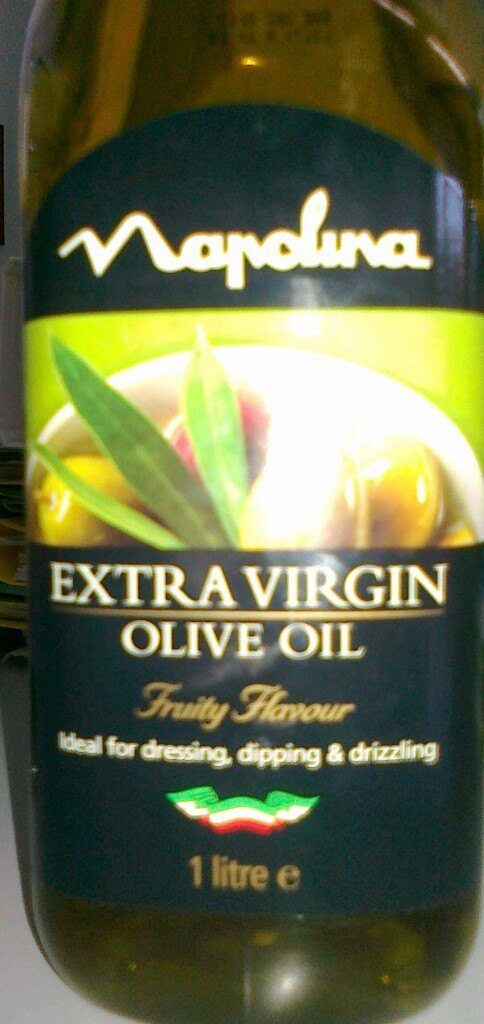 Napolina
EXTRA VIRGIN
OLIVE OIL
Fruity Flavour
Ideal for dressing, dipping & drizzling
1 litre e